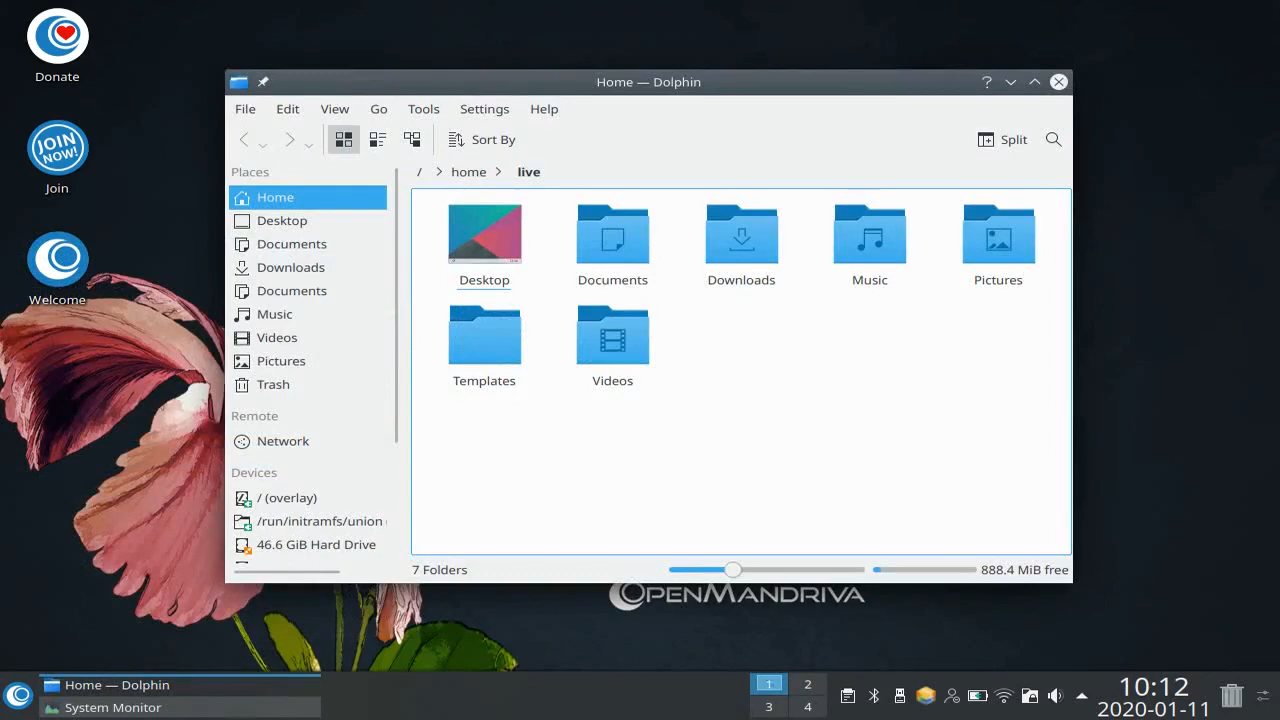 Donate
JOIN NOW!
Join
Welcome
Home — Dolphin
File Edit View Go Tools Settings Help
Sort By
Split
Places
/ > home > live
Home
Desktop
Documents
Downloads
Documents
Music
Videos
Pictures
Trash
Remote
Network
Devices
/ (overlay)
/run/initramfs/union
46.6 GiB Hard Drive
Desktop Documents Downloads Music Pictures
Templates Videos
7 Folders
888.4 MiB free
OPENMANDRIVA
Home — Dolphin
System Monitor
1 2
3 4
10:12
2020-01-11